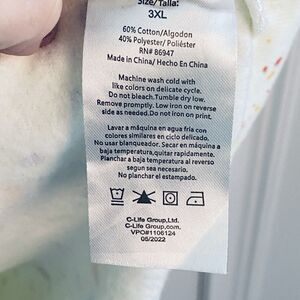 Size/Talla:
3XL
60% Cotton/Algodon
40% Polyester/Poliéster
RN# 86947
Made in China/ Hecho En China
Machine wash cold with
like colors on delicate cycle.
Do not bleach. Tumble dry low.
Remove promptly. Low iron on reverse
side as needed. Do not iron on print.
Lavar a máquina en agua fría con
colores similares en ciclo delicado.
No usar blanqueador. Secar en máquina a
baja temperatura, quitar rapidamente.
Planchar a baja temperatura al reverso
segun sea necesario.
No planchar el estampado.
C-Life Group, Ltd.
C-Life Group.com.
VPO#1106124
05/2022